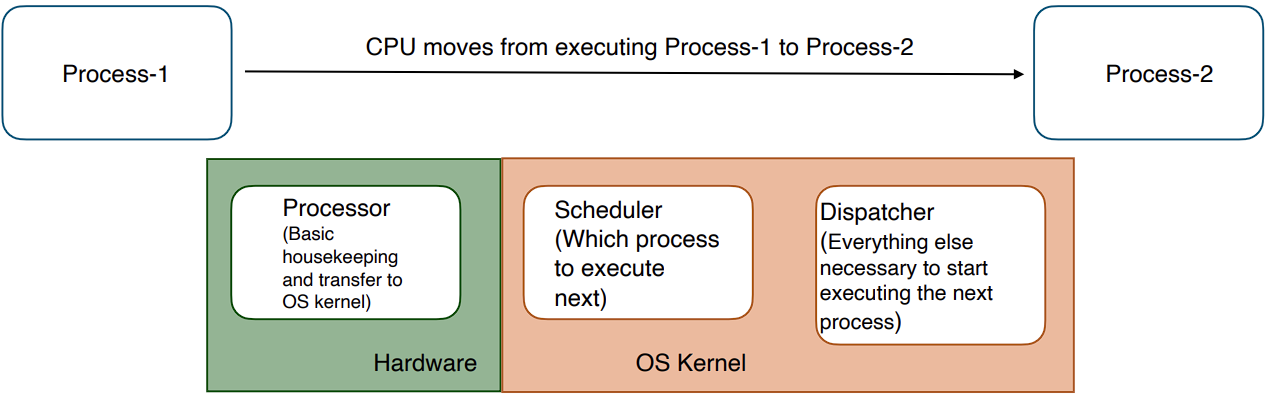 CPU moves from executing Process-1 to Process-2
Process-1
Process-2
Processor
(Basic
housekeeping
and transfer to
OS kernel)
Scheduler
(Which process
to execute
next)
Dispatcher
(Everything else
necessary to start
executing the next
process)
Hardware
OS Kernel